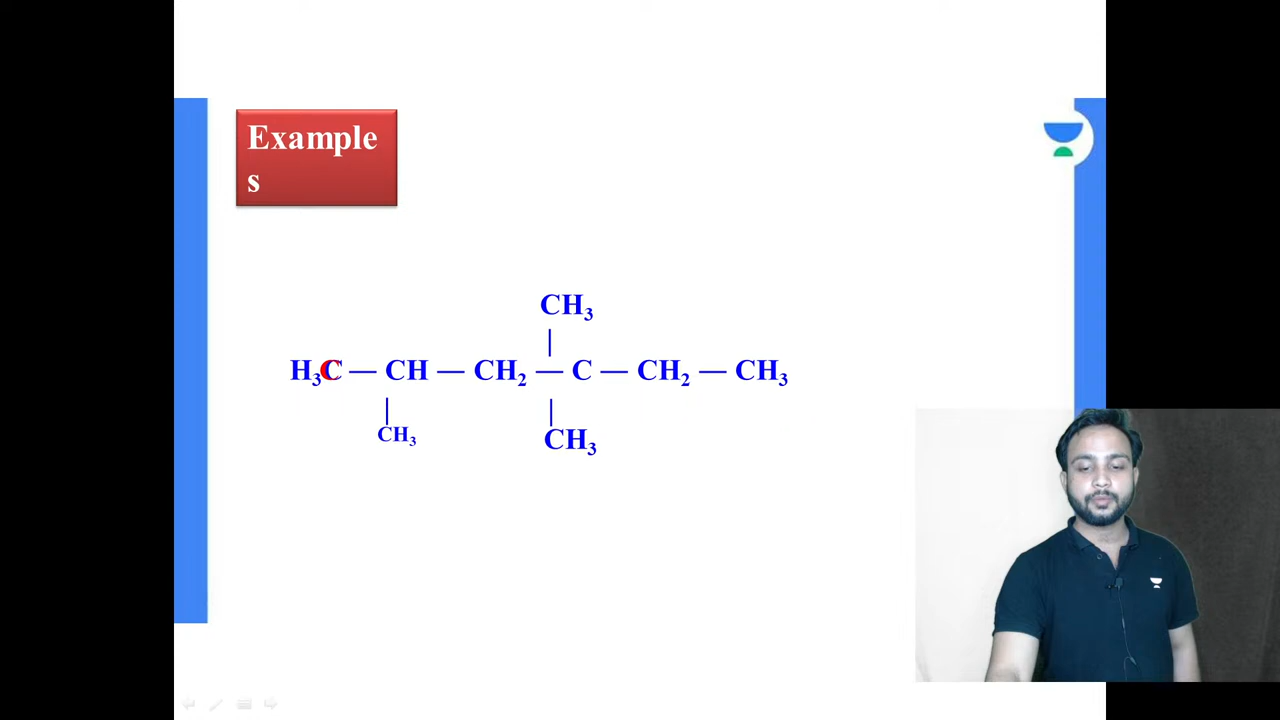 Example
s
CH₃
|
H₃C — CH — CH₂ — C — CH₂ — CH₃
| |
CH₃ CH₃